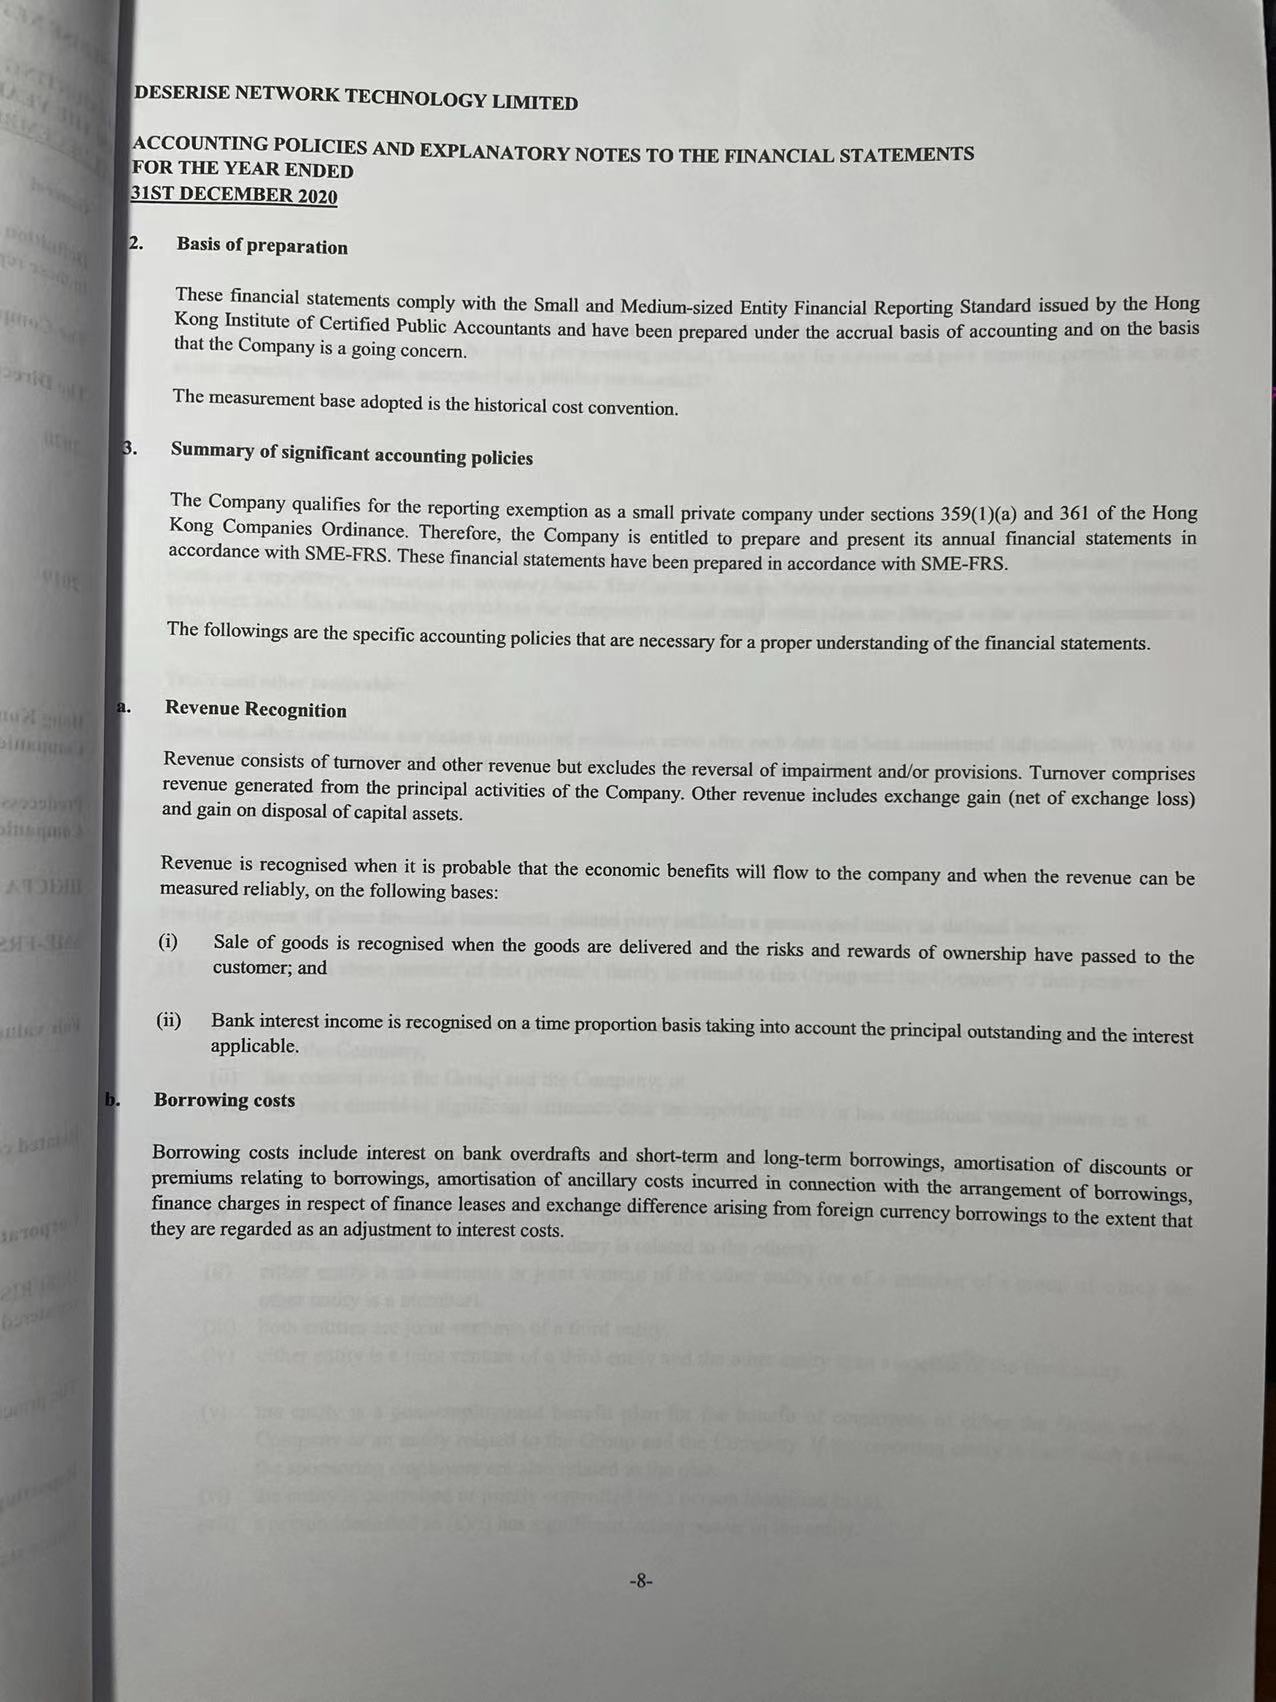 DESERISE NETWORK TECHNOLOGY LIMITED
ACCOUNTING POLICIES AND EXPLANATORY NOTES TO THE FINANCIAL STATEMENTS
FOR THE YEAR ENDED
31ST DECEMBER 2020
2. Basis of preparation
These financial statements comply with the Small and Medium-sized Entity Financial Reporting Standard issued by the Hong
Kong Institute of Certified Public Accountants and have been prepared under the accrual basis of accounting and on the basis
that the Company is a going concern.
The measurement base adopted is the historical cost convention.
3. Summary of significant accounting policies
The Company qualifies for the reporting exemption as a small private company under sections 359(1)(a) and 361 of the Hong
Kong Companies Ordinance. Therefore, the Company is entitled to prepare and present its annual financial statements in
accordance with SME-FRS. These financial statements have been prepared in accordance with SME-FRS.
The followings are the specific accounting policies that are necessary for a proper understanding of the financial statements.
a. Revenue Recognition
Revenue consists of turnover and other revenue but excludes the reversal of impairment and/or provisions. Turnover comprises
revenue generated from the principal activities of the Company. Other revenue includes exchange gain (net of exchange loss)
and gain on disposal of capital assets.
Revenue is recognised when it is probable that the economic benefits will flow to the company and when the revenue can be
measured reliably, on the following bases:
(i) Sale of goods is recognised when the goods are delivered and the risks and rewards of ownership have passed to the
customer; and
(ii) Bank interest income is recognised on a time proportion basis taking into account the principal outstanding and the interest
applicable.
b. Borrowing costs
Borrowing costs include interest on bank overdrafts and short-term and long-term borrowings, amortisation of discounts or
premiums relating to borrowings, amortisation of ancillary costs incurred in connection with the arrangement of borrowings,
finance charges in respect of finance leases and exchange difference arising from foreign currency borrowings to the extent that
they are regarded as an adjustment to interest costs.
-8-